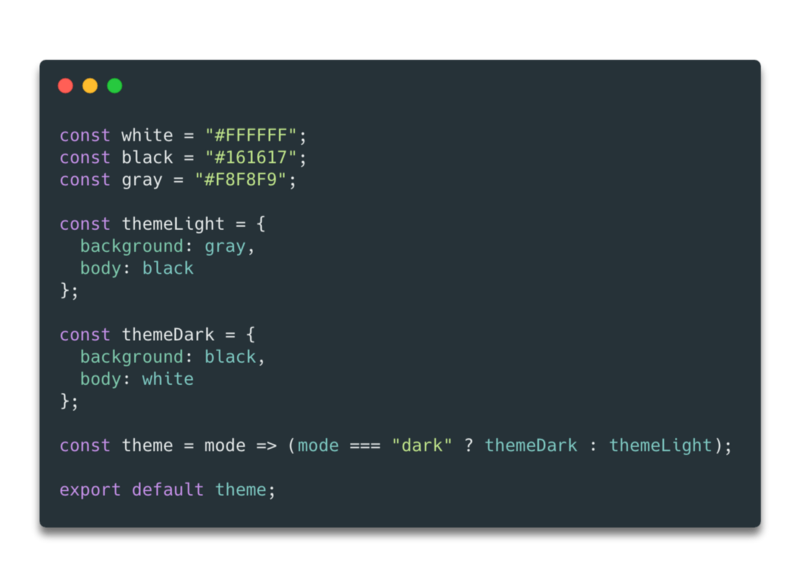 const white = "#FFFFFF";
const black = "#161617";
const gray = "#F8F8F9";
const themeLight = {
  background: gray,
  body: black
};
const themeDark = {
  background: black,
  body: white
};
const theme = mode => (mode === "dark" ? themeDark : themeLight);
export default theme;